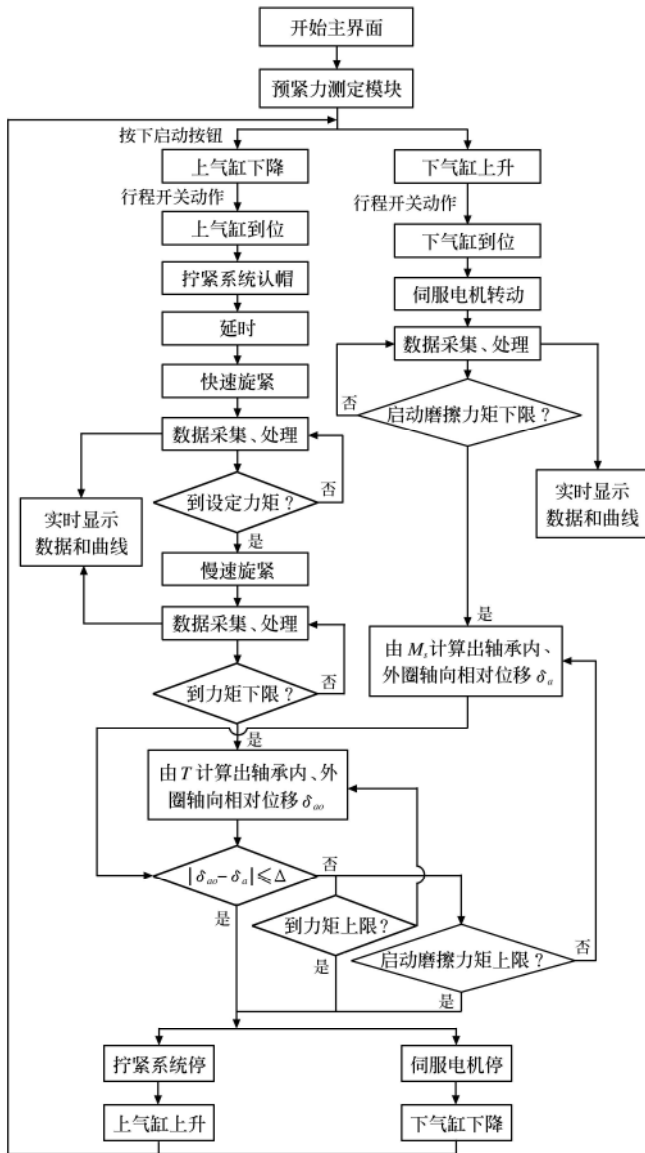 开始主界面
预紧力测定模块
按下启动按钮
上气缸下降
行程开关动作
上气缸到位
拧紧系统认帽
延时
快速旋紧
数据采集、处理
到设定力矩？
否
是
实时显示
数据和曲线
慢速旋紧
数据采集、处理
到力矩下限？
否
是
下气缸上升
行程开关动作
下气缸到位
伺服电机转动
数据采集、处理
否
启动磨擦力矩下限？
实时显示
数据和曲线
是
由 Ms 计算出轴承内、
外圈轴向相对位移 δa
由 T 计算出轴承内、外
圈轴向相对位移 δao
|δao−δa|≤Δ
否
是
到力矩上限？
是
启动磨擦力矩上限？
否
是
拧紧系统停
伺服电机停
上气缸上升
下气缸下降